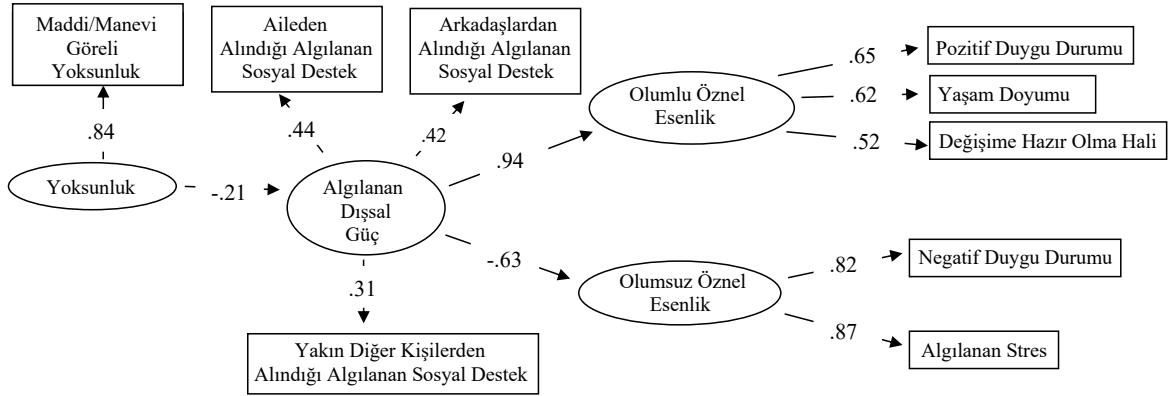 Maddi/Manevi
Göreli
Yoksunluk
Aileden
Alındığı Algılanan
Sosyal Destek
Arkadaşlardan
Alındığı Algılanan
Sosyal Destek
.84
.44
.42
Yoksunluk
-.21
Algılanan
Dışsal
Güç
.31
Yakın Diğer Kişilerden
Alındığı Algılanan Sosyal Destek
.94
-.63
Olumlu Öznel
Esenlik
.65
Pozitif Duygu Durumu
.62
Yaşam Doyumu
.52
Değişime Hazır Olma Hali
Olumsuz Öznel
Esenlik
.82
Negatif Duygu Durumu
.87
Algılanan Stres